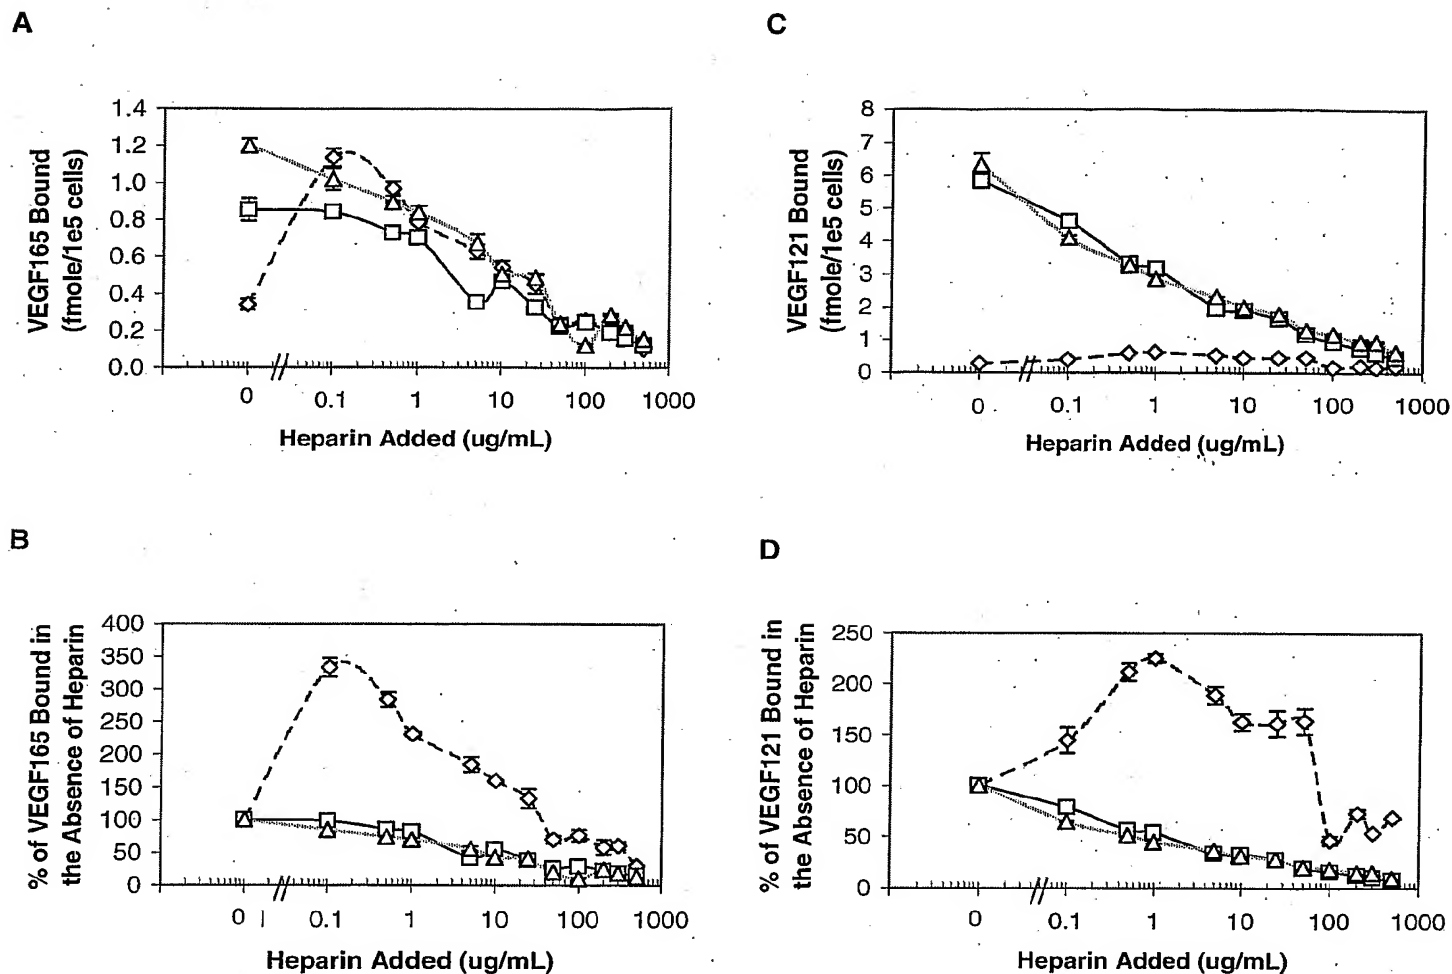 A
VEGF165 Bound
(fmole/1e5 cells)
1.4
1.2
1.0
0.8
0.6
0.4
0.2
0.0
0 0.1 1 10 100 1000
Heparin Added (ug/mL)
C
VEGF121 Bound
(fmole/1e5 cells)
8
7
6
5
4
3
2
1
0
0 0.1 1 10 100 1000
Heparin Added (ug/mL)
B
% of VEGF165 Bound in
the Absence of Heparin
400
350
300
250
200
150
100
50
0
0 0.1 1 10 100 1000
Heparin Added (ug/mL)
D
% of VEGF121 Bound in
the Absence of Heparin
250
200
150
100
50
0
0 0.1 1 10 100 1000
Heparin Added (ug/mL)